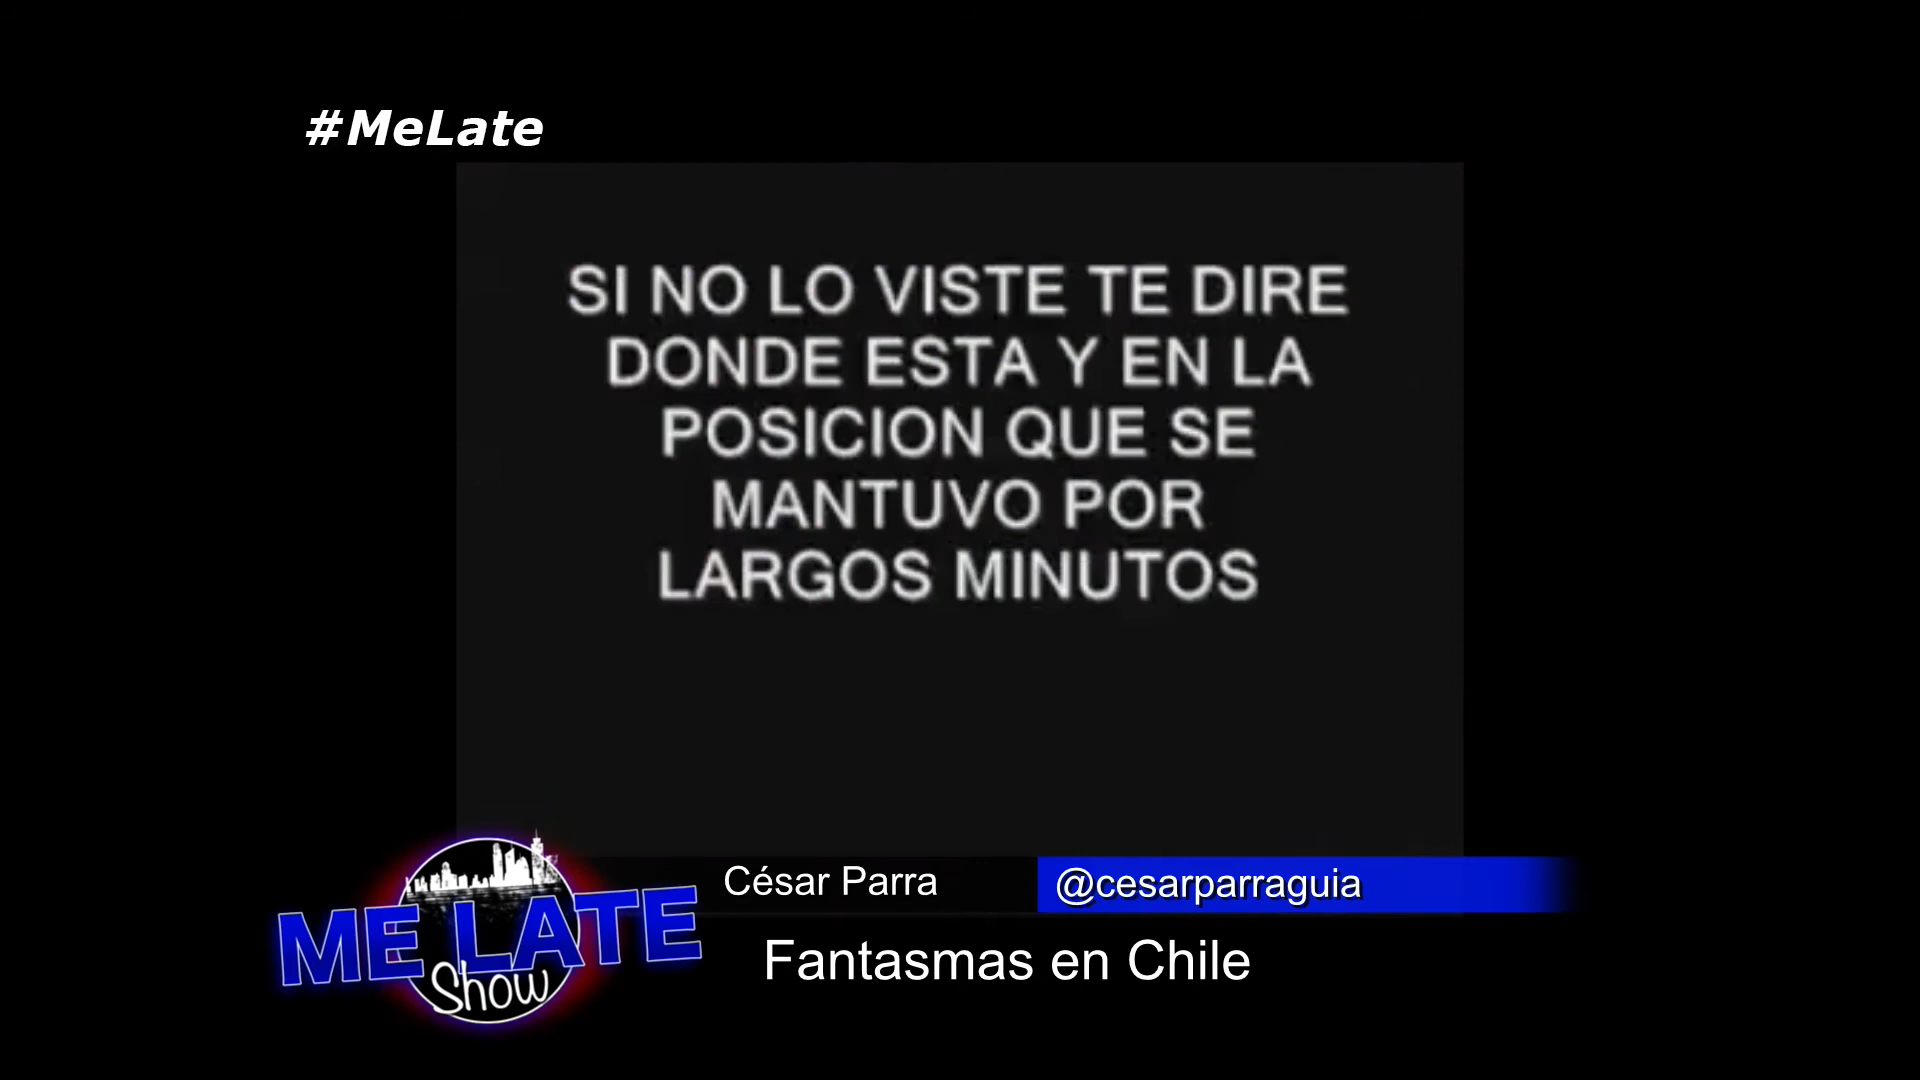 #MeLate
SI NO LO VISTE TE DIRE
DONDE ESTA Y EN LA
POSICION QUE SE
MANTUVO POR
LARGOS MINUTOS
César Parra
@cesarparraguia
ME LATE
Show
Fantasmas en Chile